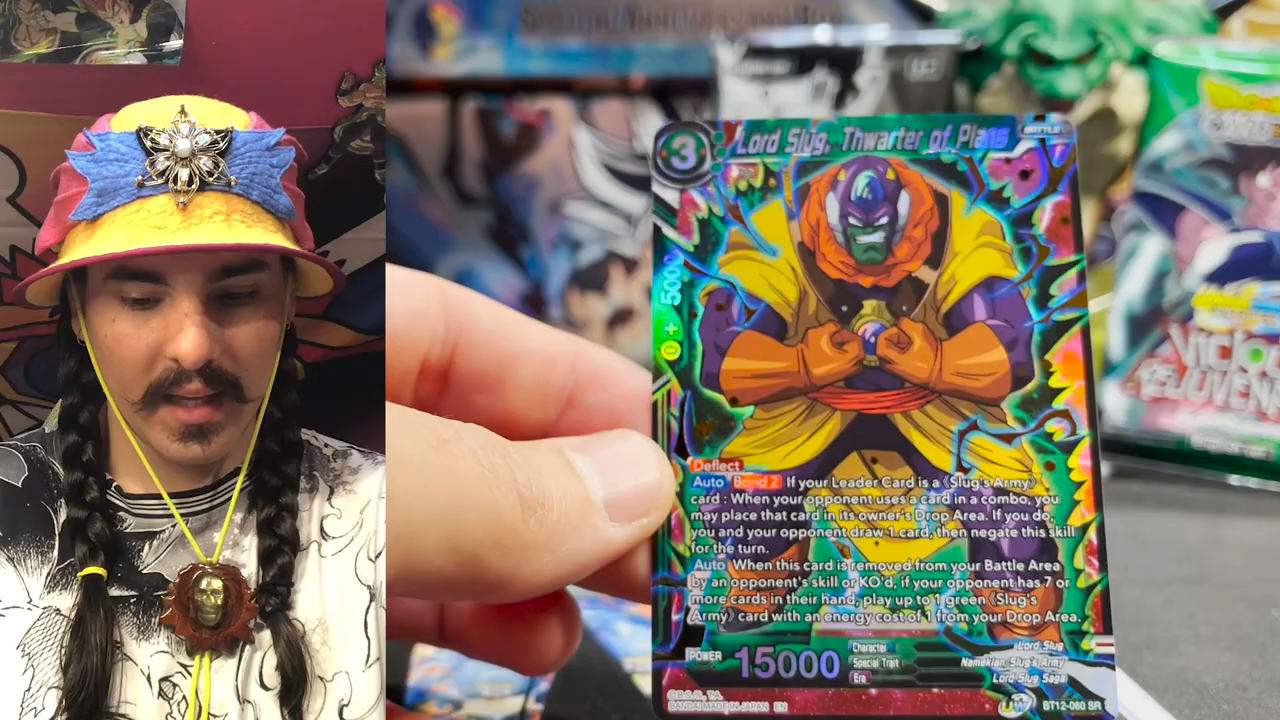 3
Lord Slug, Thwarter of Plans
BATTLE
0 + 5000
Deflect
Auto Bond 2 If your Leader Card is a 《Slug's Army》
card : When your opponent uses a card in a combo, you
may place that card in its owner's Drop Area. If you do,
you and your opponent draw 1 card, then negate this skill
for the turn.
Auto When this card is removed from your Battle Area
by an opponent's skill or KO'd, if your opponent has 7 or
more cards in their hand, play up to 1 green 《Slug's
Army》 card with an energy cost of 1 from your Drop Area.
POWER 15000
Character Lord Slug
Special Trait Namekian Slug's Army
Era Lord Slug Saga
©B.S./S., T.A.
BANDAI MADE IN JAPAN EN
BT12-060 SR